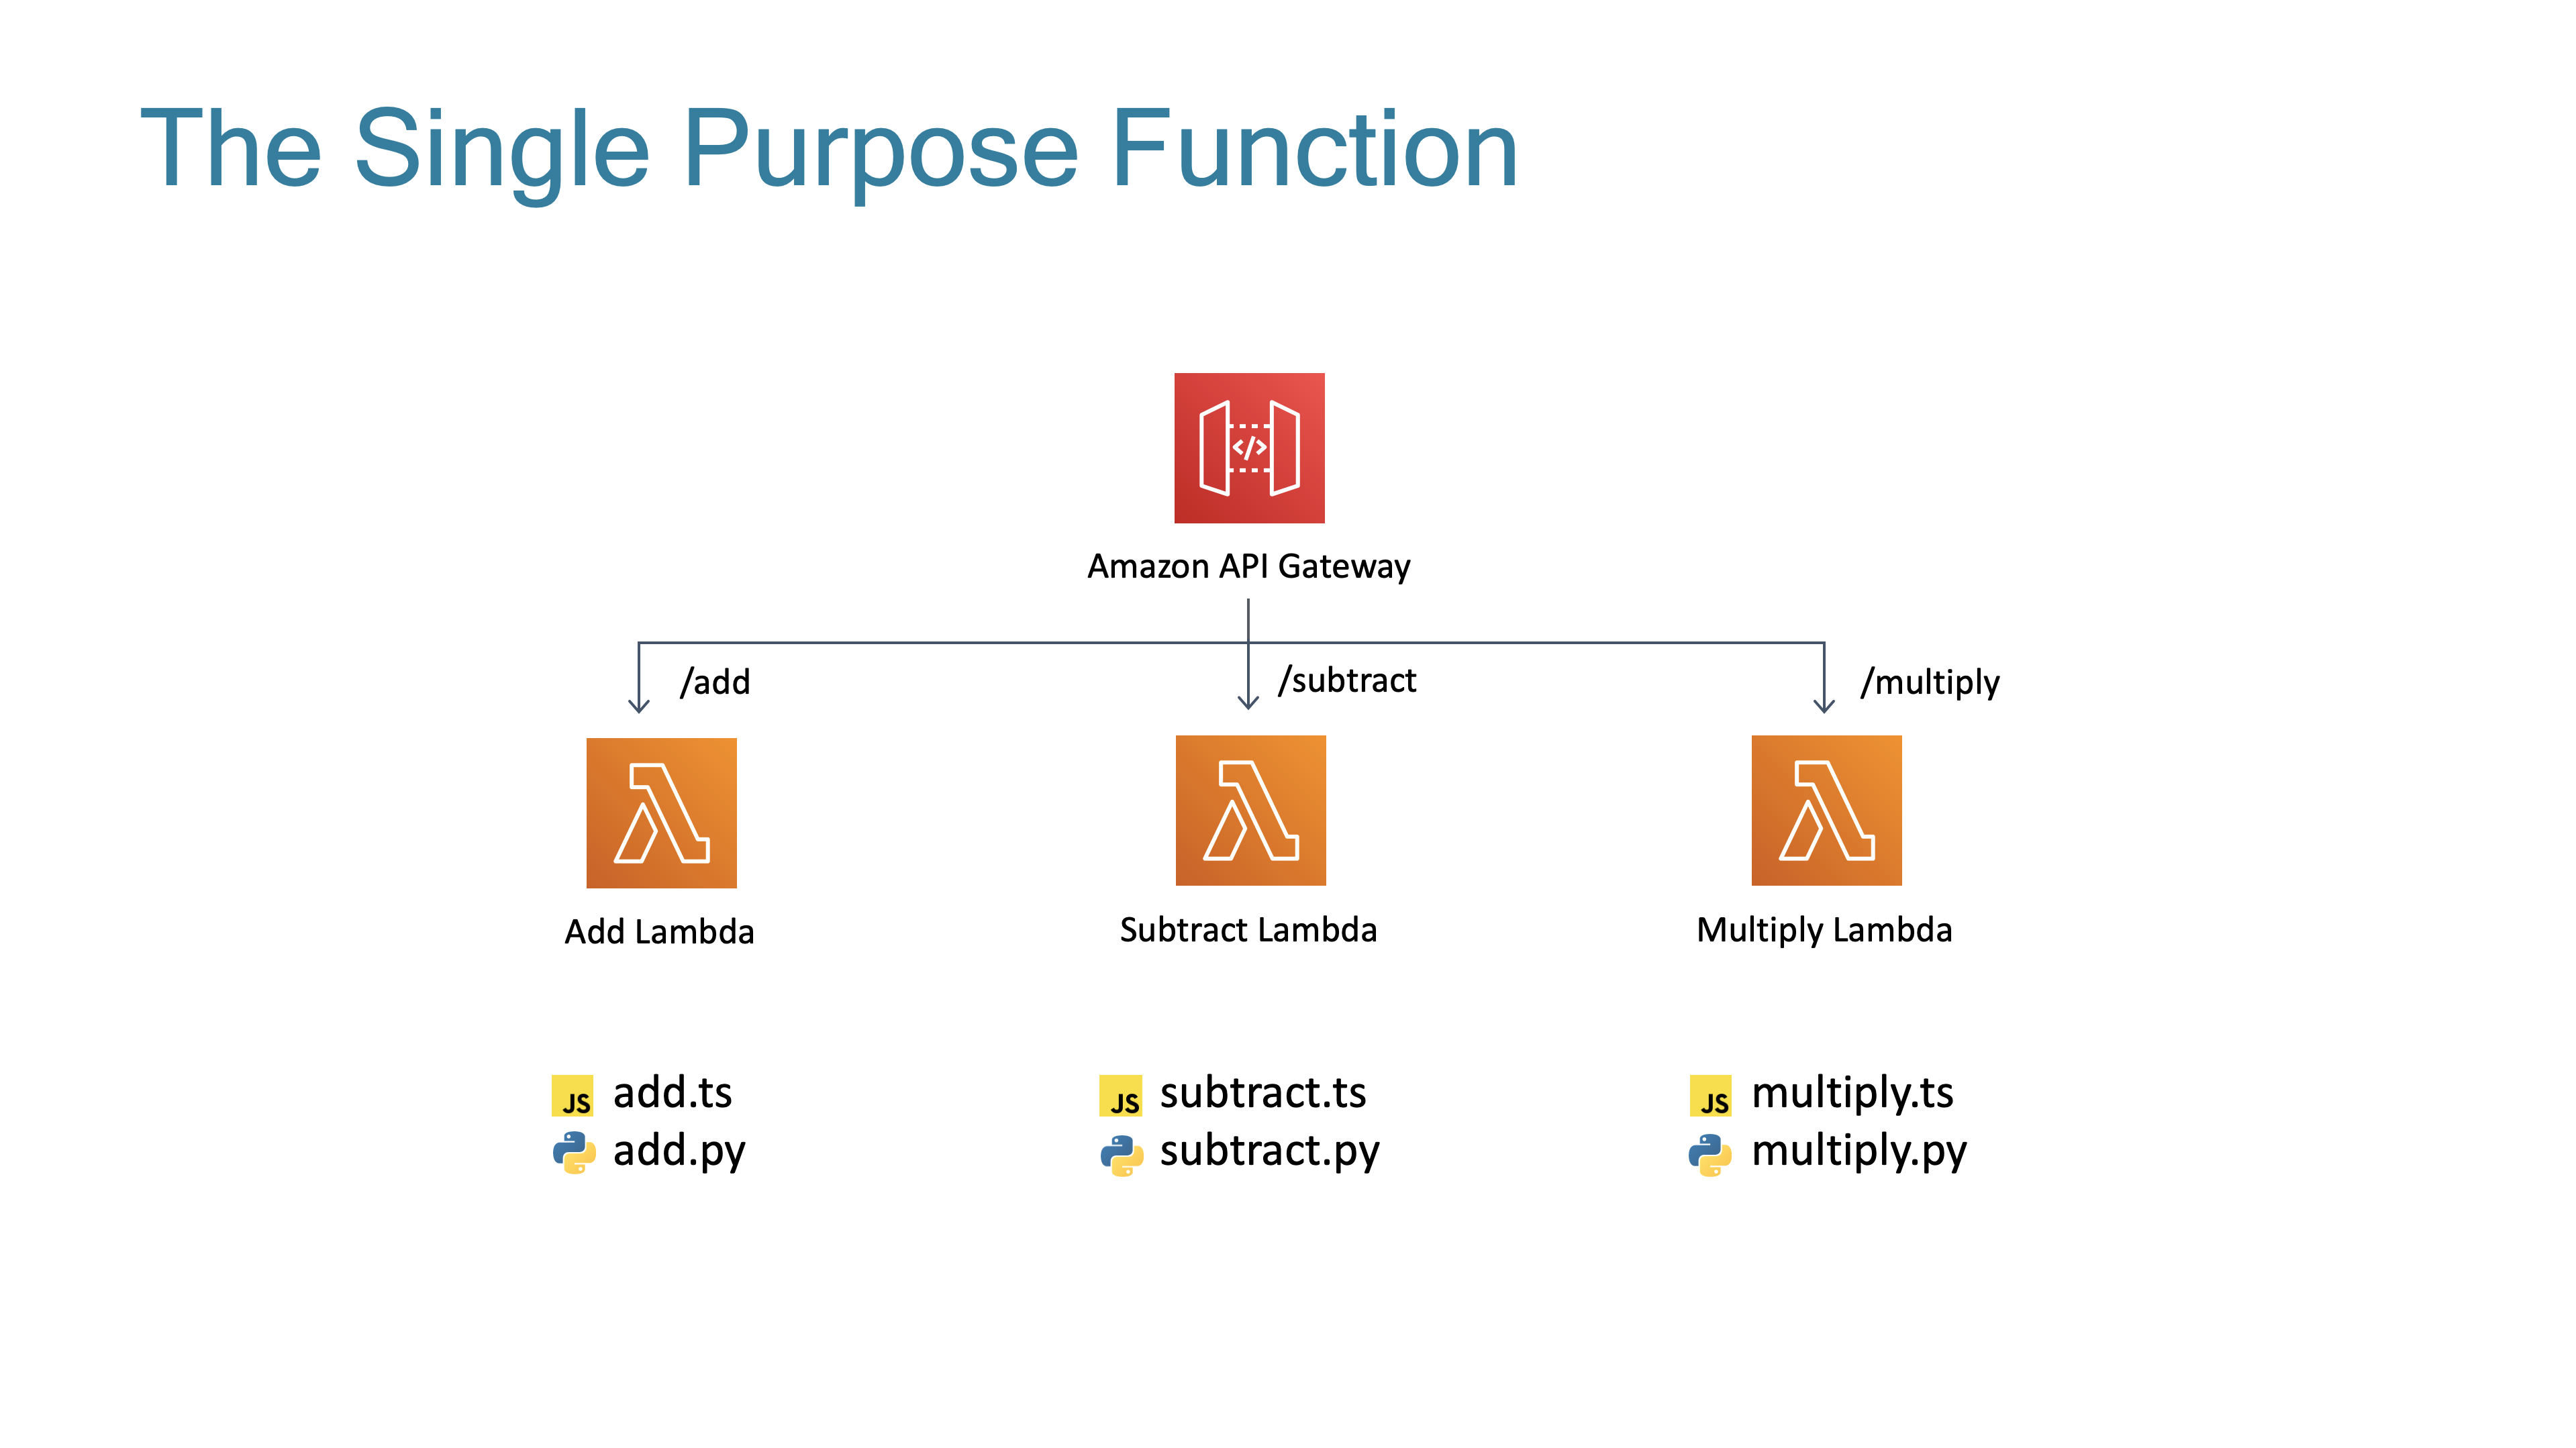 The Single Purpose Function
</>
Amazon API Gateway
/add
/subtract
/multiply
Add Lambda
Subtract Lambda
Multiply Lambda
JS add.ts
JS subtract.ts
JS multiply.ts
add.py
subtract.py
multiply.py